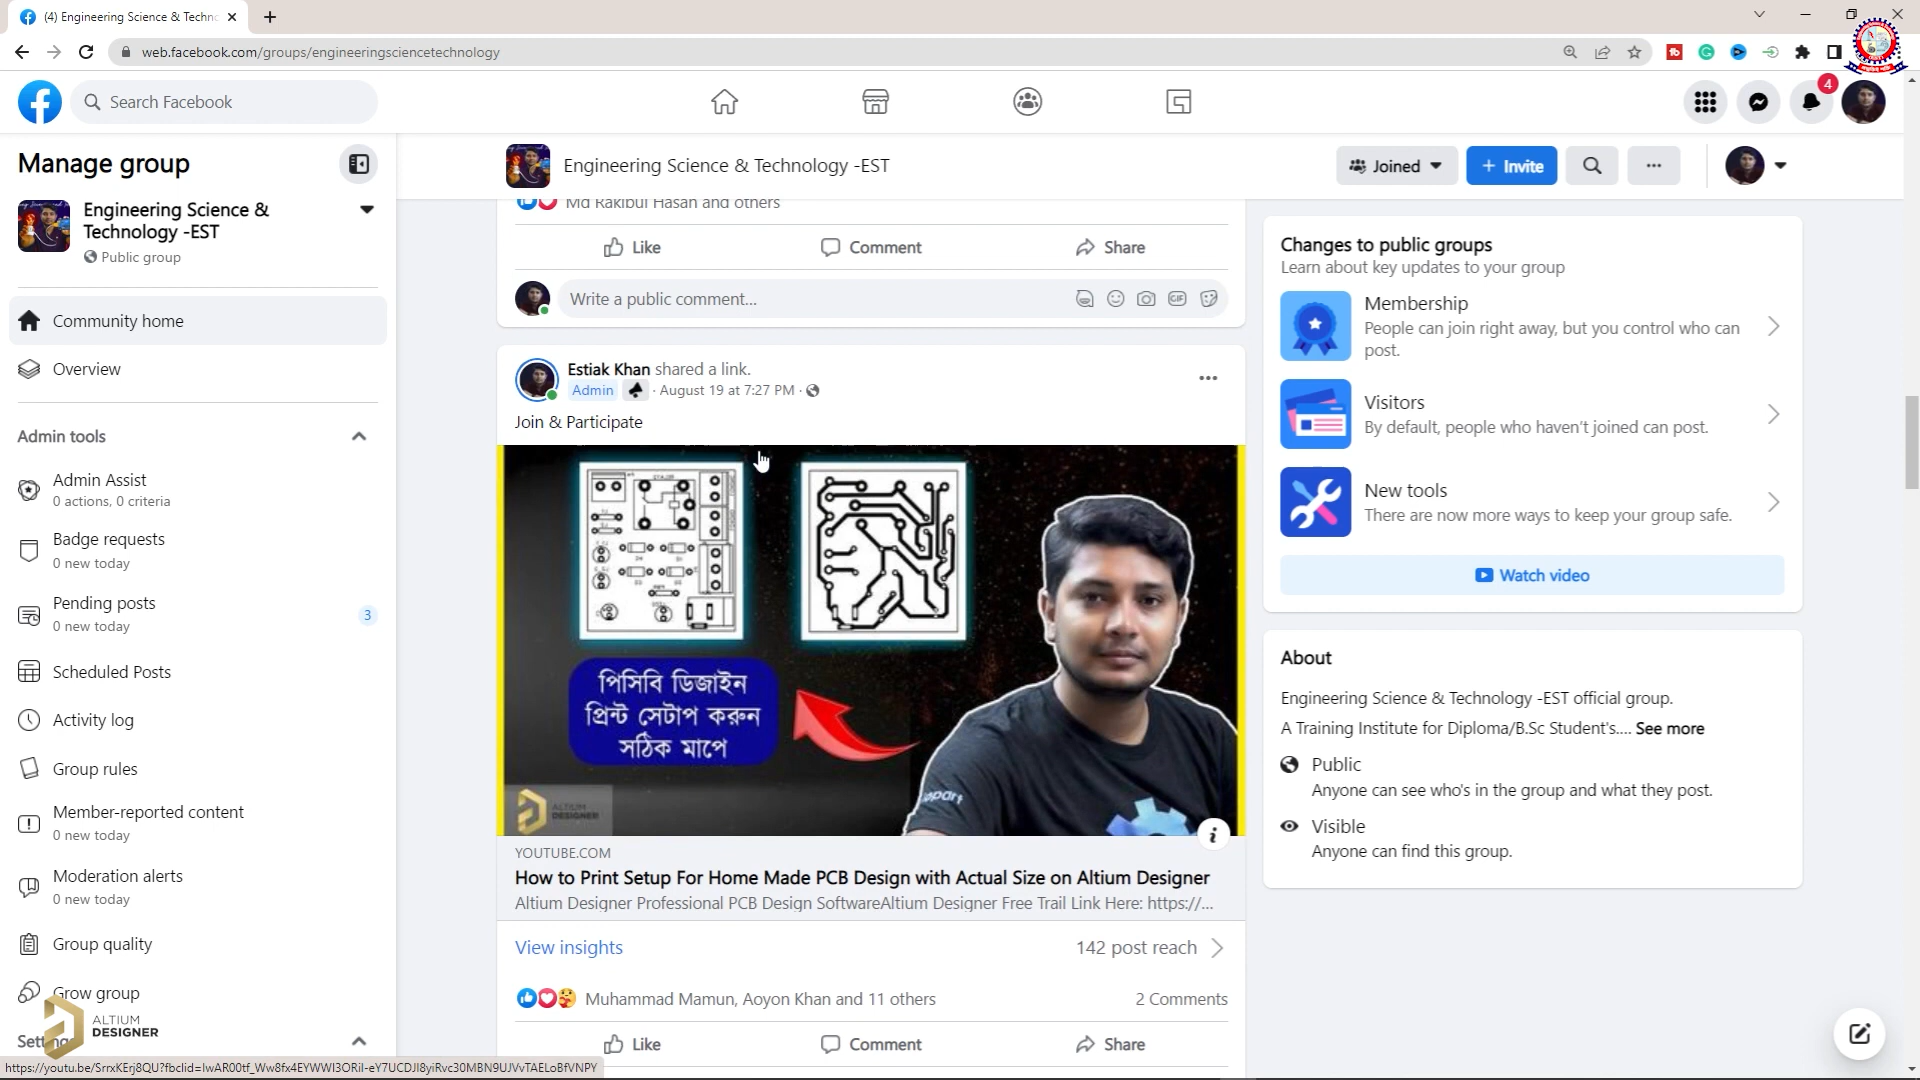 (4) Engineering Science & Techno
web.facebook.com/groups/engineeringsciencetechnology
Search Facebook
4
Manage group
Engineering Science &
Technology -EST
Public group
Community home
Overview
Admin tools
Admin Assist
0 actions, 0 criteria
Badge requests
0 new today
Pending posts
0 new today
3
Scheduled Posts
Activity log
Group rules
Member-reported content
0 new today
Moderation alerts
0 new today
Group quality
Grow group
ALTIUM
DESIGNER
Engineering Science & Technology -EST
Joined
+ Invite
Md Rakibul Hasan and others
Like
Comment
Share
Write a public comment...
GIF
Estiak Khan shared a link.
Admin · August 19 at 7:27 PM ·
Join & Participate
পিসিবি ডিজাইন
প্রিন্ট সেটাপ করুন
সঠিক মাপে
ALTIUM
DESIGNER
YOUTUBE.COM
How to Print Setup For Home Made PCB Design with Actual Size on Altium Designer
Altium Designer Professional PCB Design SoftwareAltium Designer Free Trail Link Here: https://...
View insights
142 post reach
Muhammad Mamun, Aoyon Khan and 11 others
2 Comments
Like
Comment
Share
Changes to public groups
Learn about key updates to your group
Membership
People can join right away, but you control who can
post.
Visitors
By default, people who haven't joined can post.
New tools
There are now more ways to keep your group safe.
Watch video
About
Engineering Science & Technology -EST official group.
A Training Institute for Diploma/B.Sc Student's.... See more
Public
Anyone can see who's in the group and what they post.
Visible
Anyone can find this group.